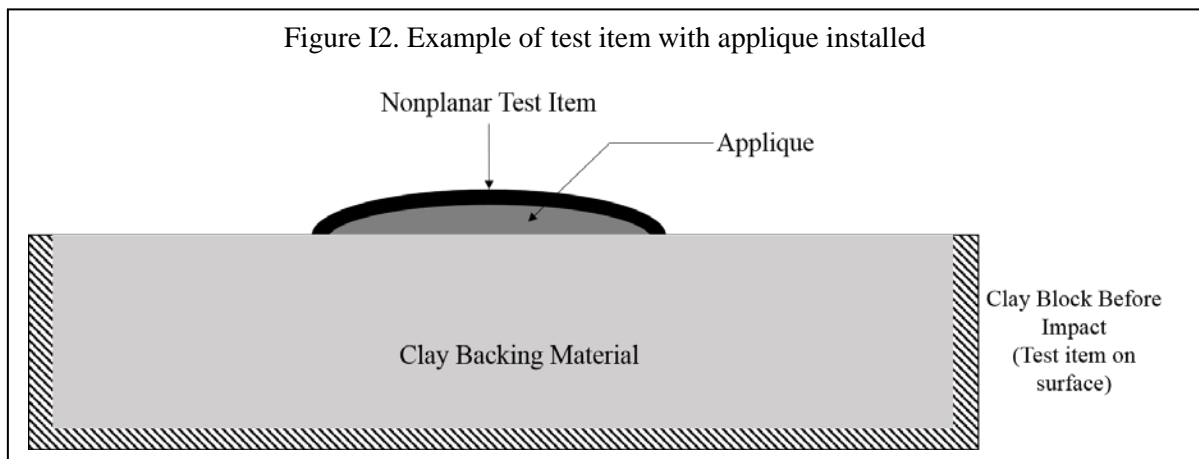 Figure I2. Example of test item with applique installed
Nonplanar Test Item
Applique
Clay Backing Material
Clay Block Before
Impact
(Test item on
surface)